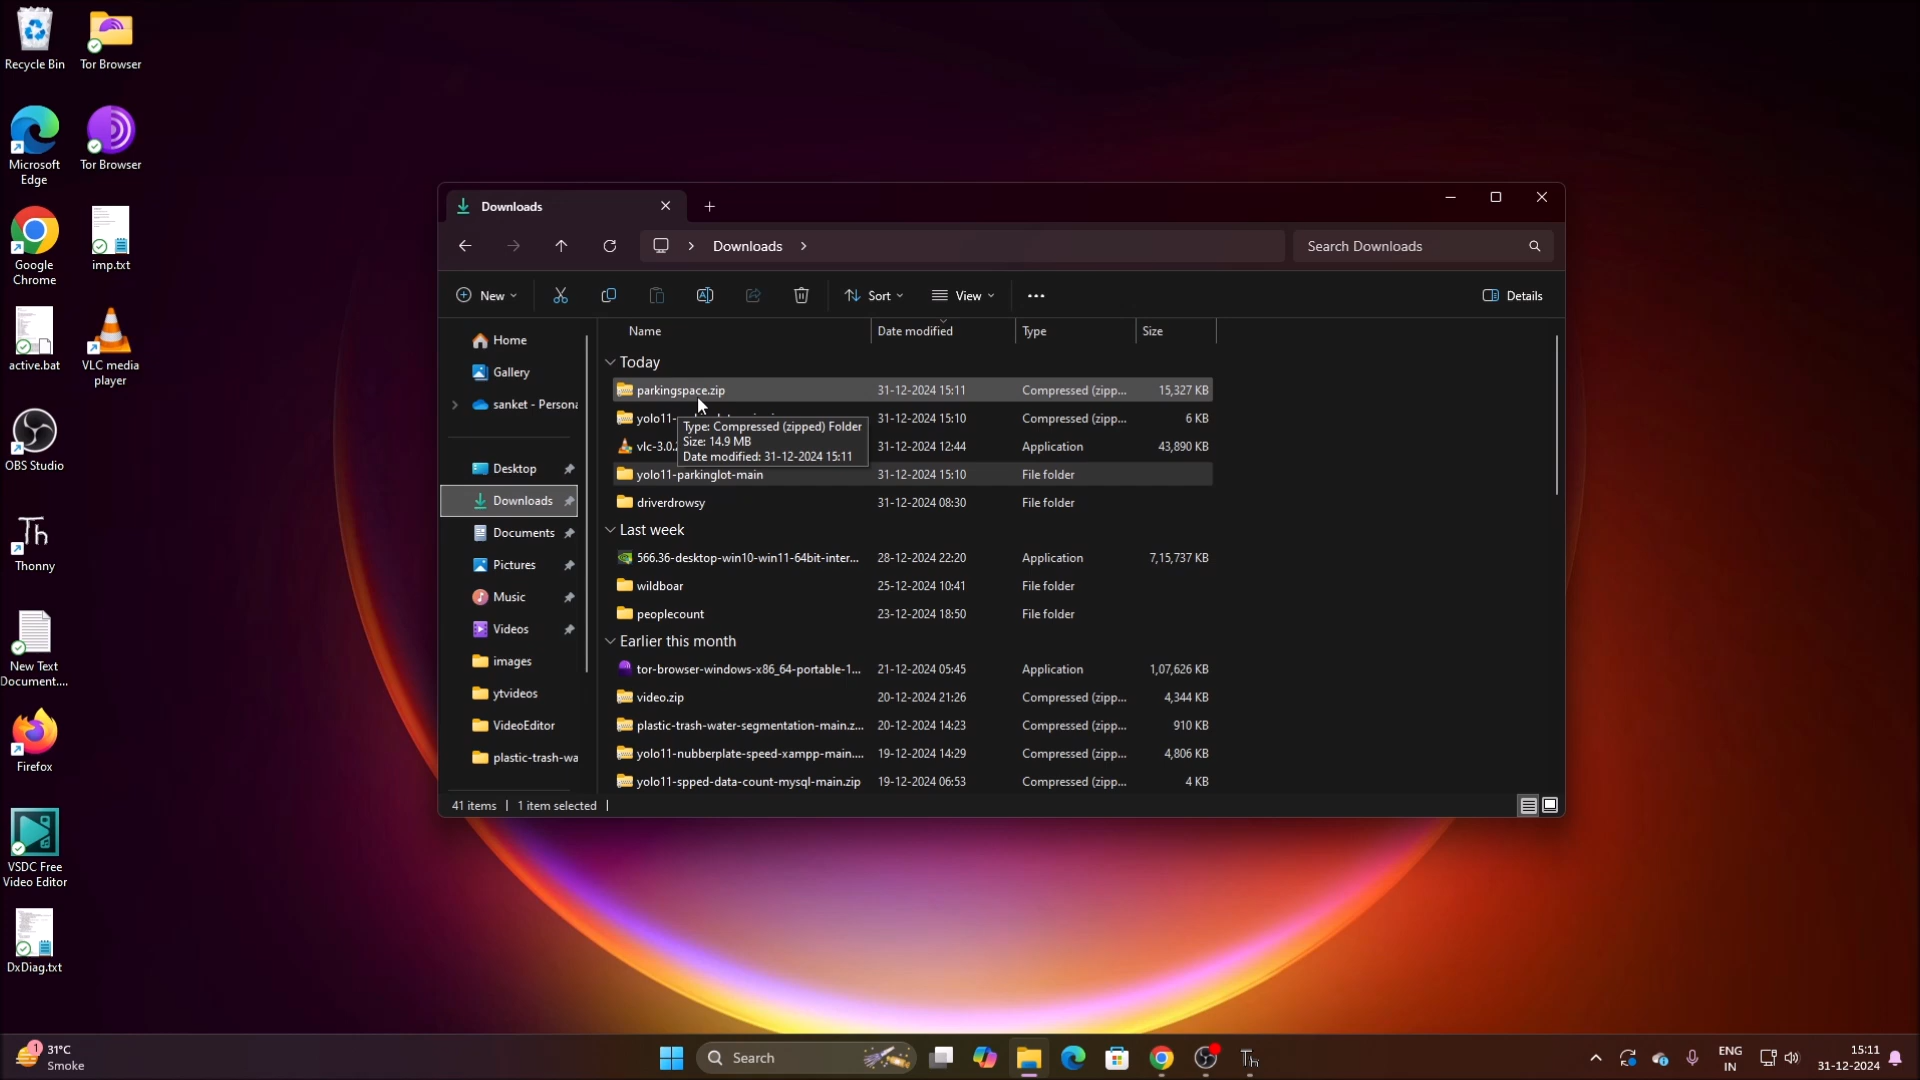 Recycle Bin
Tor Browser
Microsoft
Edge
Tor Browser
Google
Chrome
imp.txt
active.bat
VLC media
player
OBS Studio
Th
Thonny
New Text
Document....
Firefox
VSDC Free
Video Editor
DxDiag.txt
Downloads
Downloads
Search Downloads
New
Sort
View
Details
Home
Gallery
sanket - Persona
Desktop
Downloads
Documents
Pictures
Music
Videos
images
ytvideos
VideoEditor
plastic-trash-wa
Name Date modified Type Size
Today
parkingspace.zip 31-12-2024 15:11 Compressed (zipp... 15,327 KB
yolo11- 31-12-2024 15:10 Compressed (zipp... 6 KB
vlc-3.0. 31-12-2024 12:44 Application 43,890 KB
Type: Compressed (zipped) Folder
Size: 14.9 MB
Date modified: 31-12-2024 15:11
yolo11-parkinglot-main 31-12-2024 15:10 File folder
driverdrowsy 31-12-2024 08:30 File folder
Last week
566.36-desktop-win10-win11-64bit-inter... 28-12-2024 22:20 Application 7,15,737 KB
wildboar 25-12-2024 10:41 File folder
peoplecount 23-12-2024 18:50 File folder
Earlier this month
tor-browser-windows-x86_64-portable-1... 21-12-2024 05:45 Application 1,07,626 KB
video.zip 20-12-2024 21:26 Compressed (zipp... 4,344 KB
plastic-trash-water-segmentation-main.z... 20-12-2024 14:23 Compressed (zipp... 910 KB
yolo11-nubberplate-speed-xampp-main.... 19-12-2024 14:29 Compressed (zipp... 4,806 KB
yolo11-spped-data-count-mysql-main.zip 19-12-2024 06:53 Compressed (zipp... 4 KB
41 items 1 item selected
1
31°C
Smoke
Search
Th
ENG
IN
15:11
31-12-2024